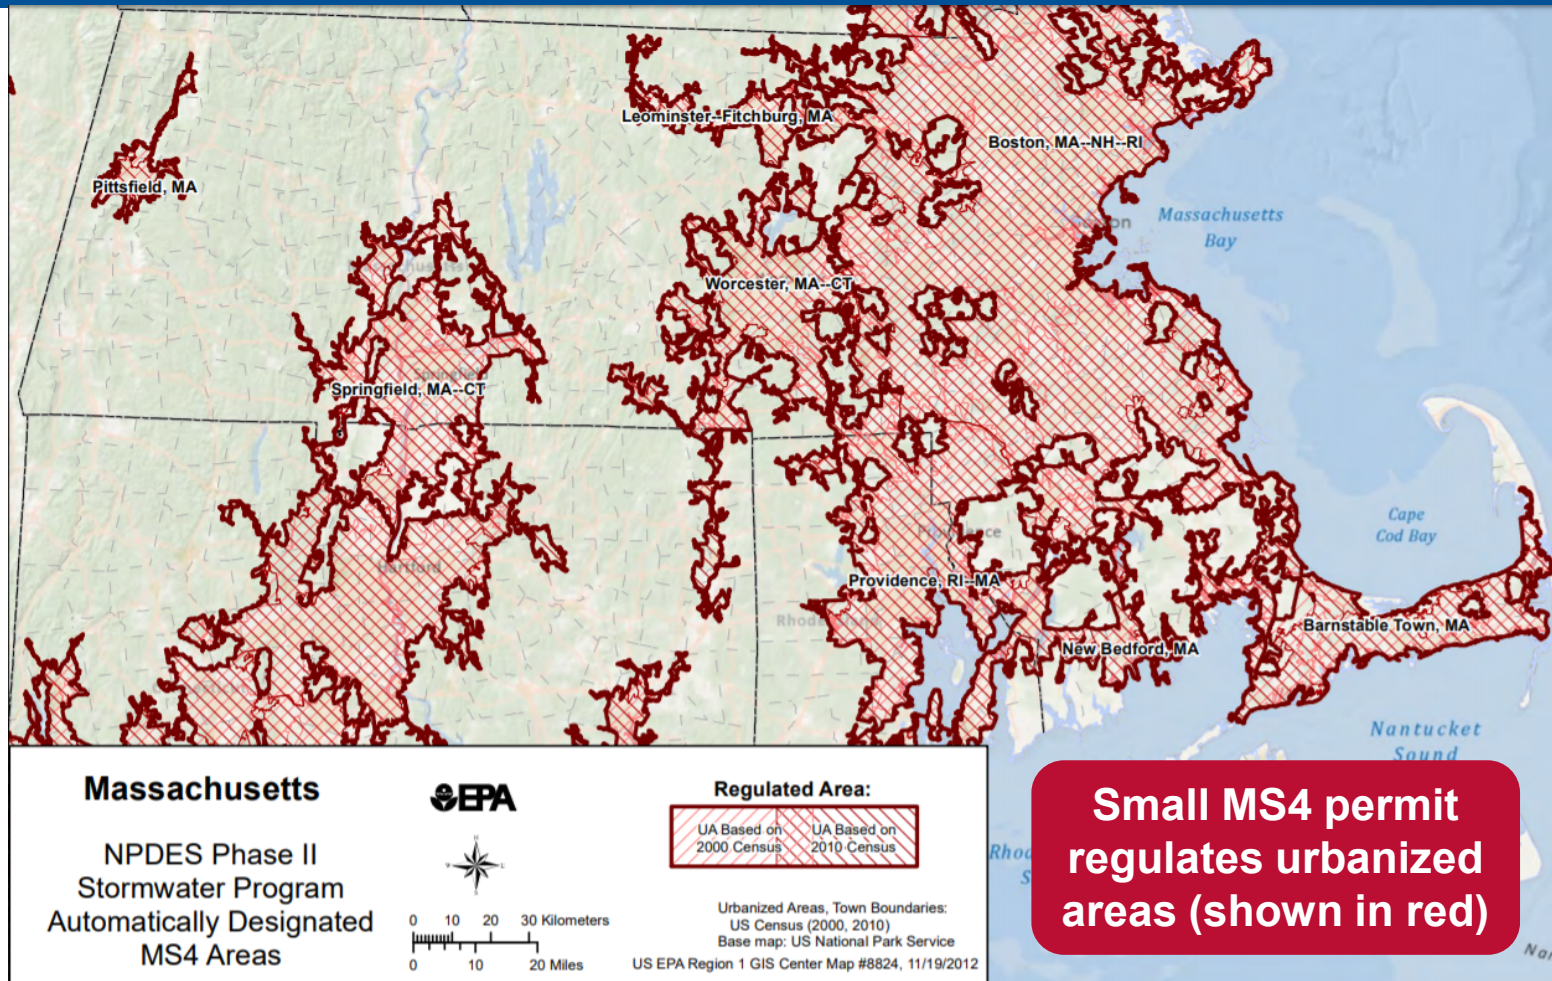 Leominster--Fitchburg, MA
Boston, MA--NH--RI
Pittsfield, MA
Massachusetts
Bay
Worcester, MA--CT
Springfield
Springfield, MA--CT
Cape
Cod Bay
Providence
Hartford
Providence, RI--MA
Rhode Island
Barnstable Town, MA
New Bedford, MA
Nantucket
Sound
Massachusetts
NPDES Phase II
Stormwater Program
Automatically Designated
MS4 Areas
EPA
N
S
0 10 20 30 Kilometers
0 10 20 Miles
Regulated Area:
UA Based on
2000 Census
UA Based on
2010 Census
Urbanized Areas, Town Boundaries:
US Census (2000, 2010)
Base map: US National Park Service
US EPA Region 1 GIS Center Map #8824, 11/19/2012
Small MS4 permit
regulates urbanized
areas (shown in red)